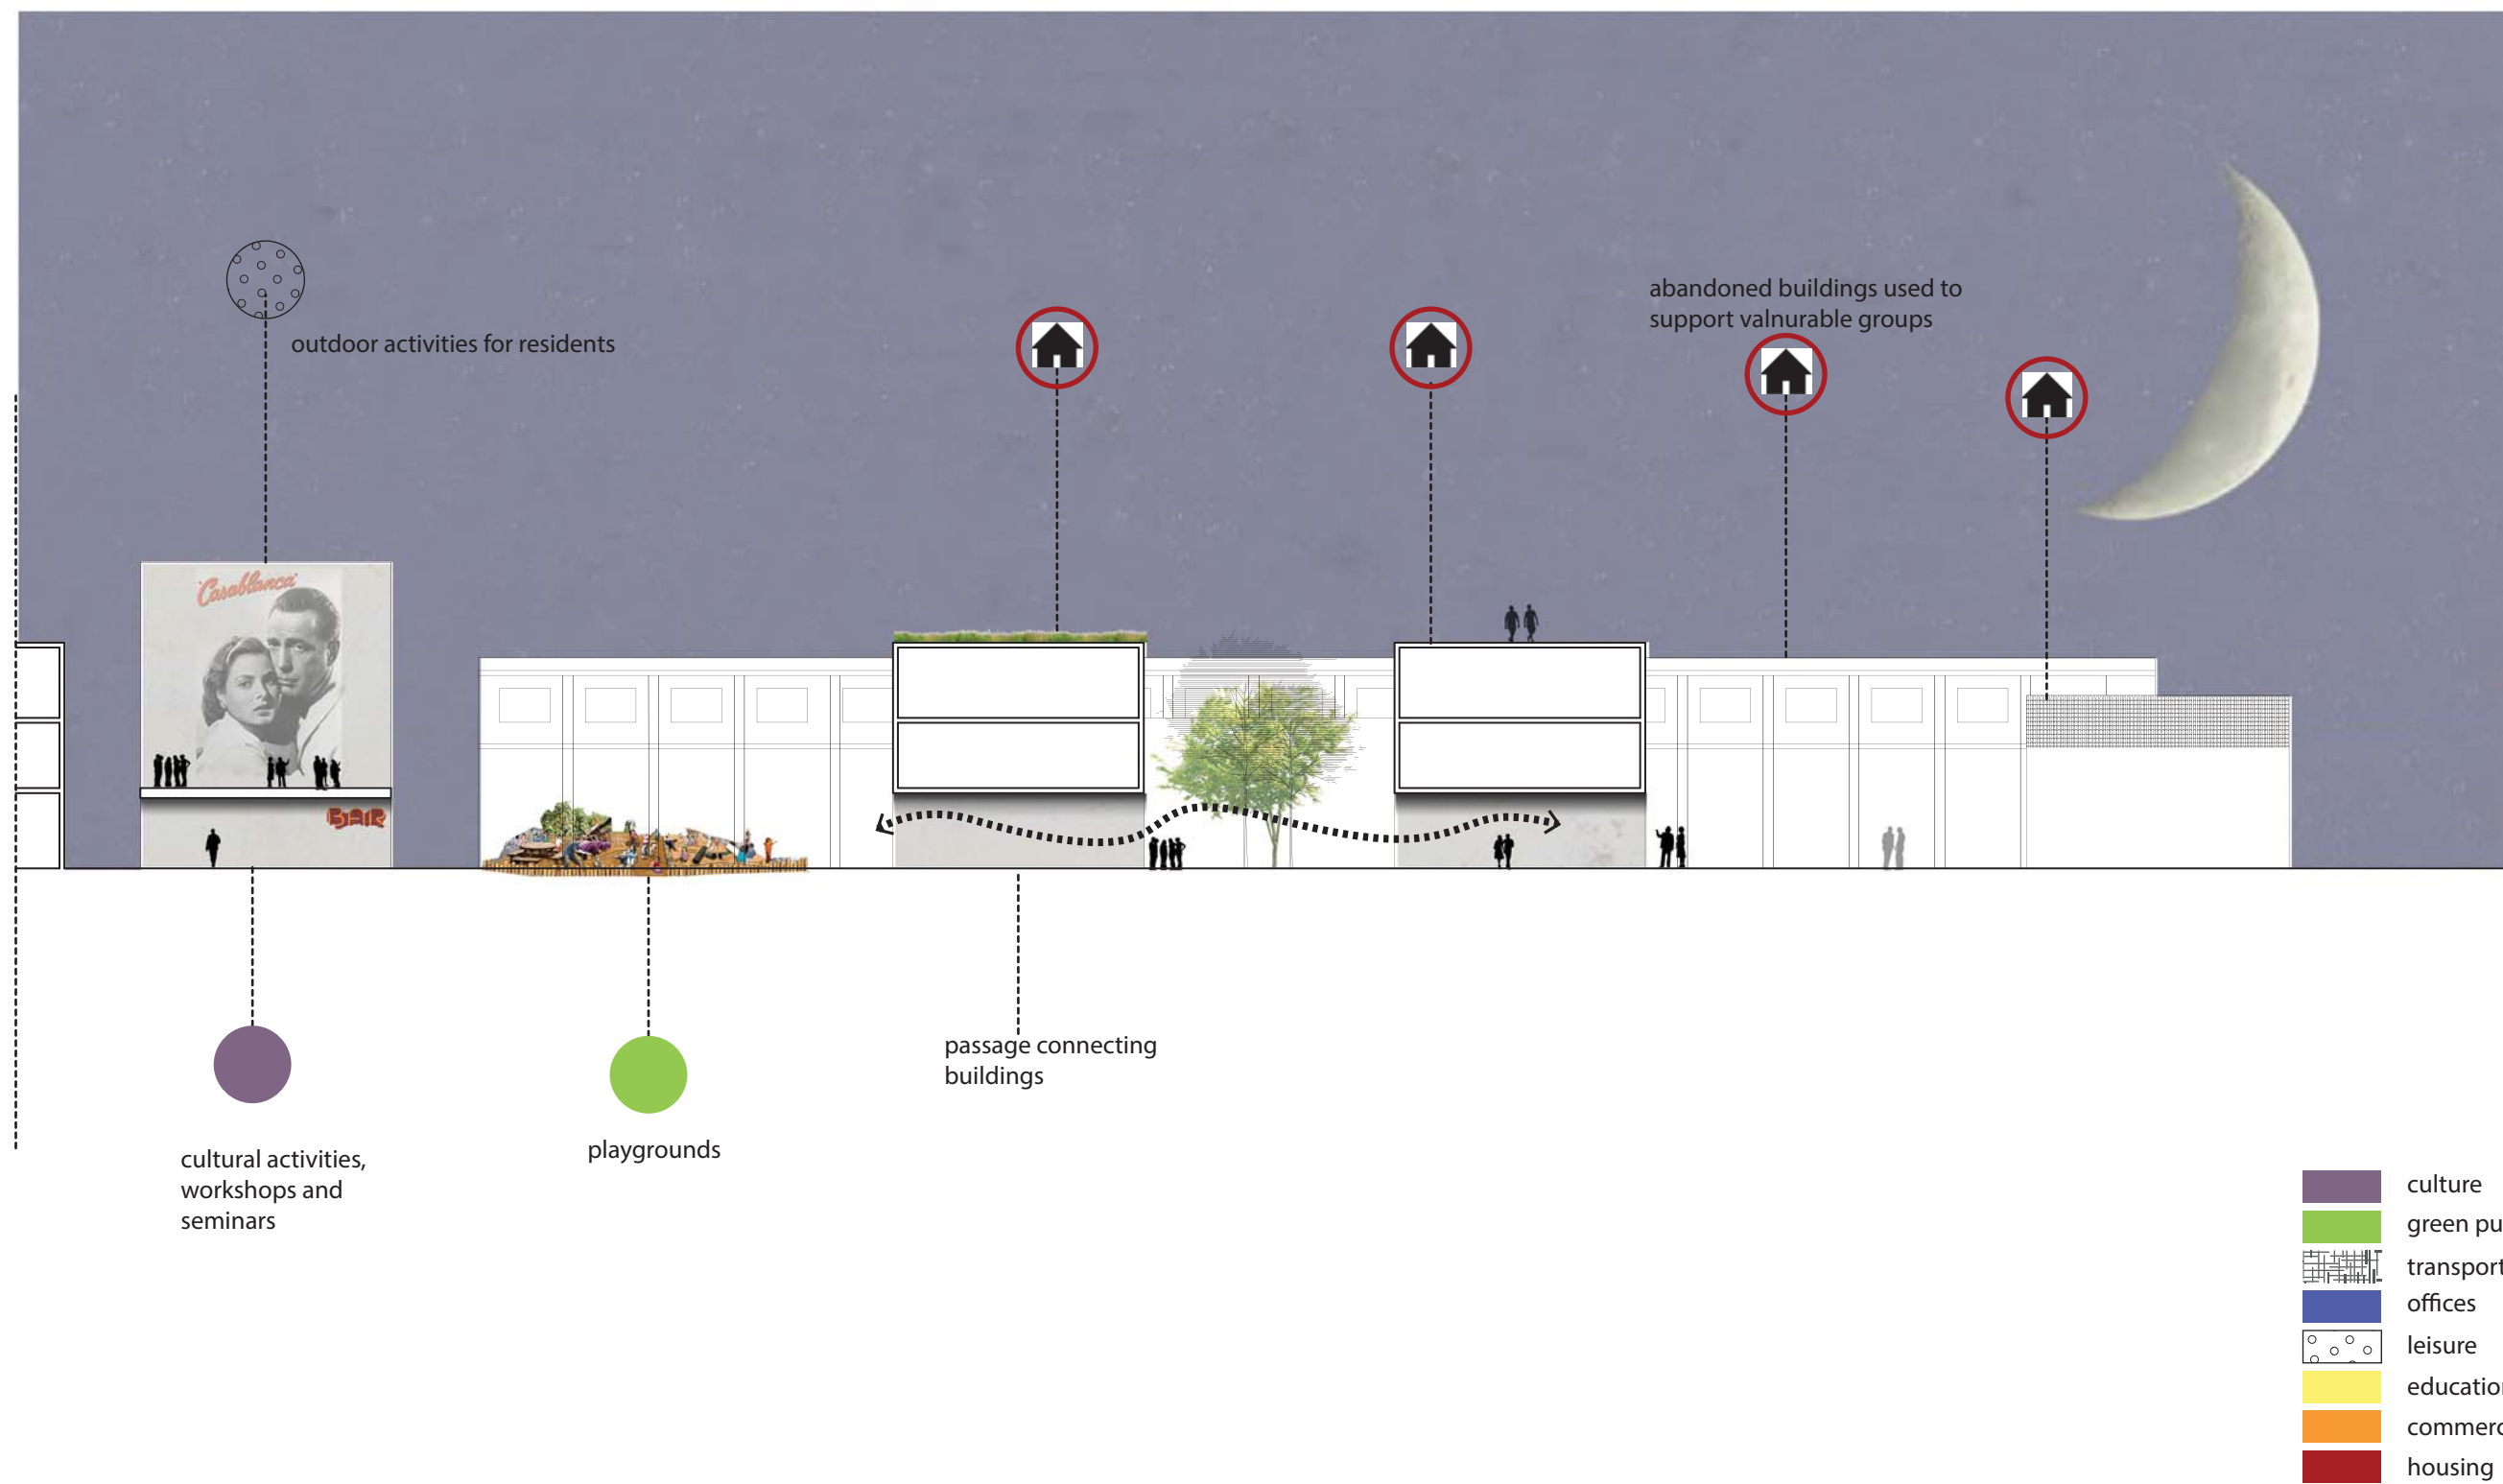 abandoned buildings used to
support valnurable groups
outdoor activities for residents
Casablanca
BAR
passage connecting
buildings
playgrounds
cultural activities,
workshops and
seminars
culture
green pu
transport
offices
leisure
education
commerc
housing